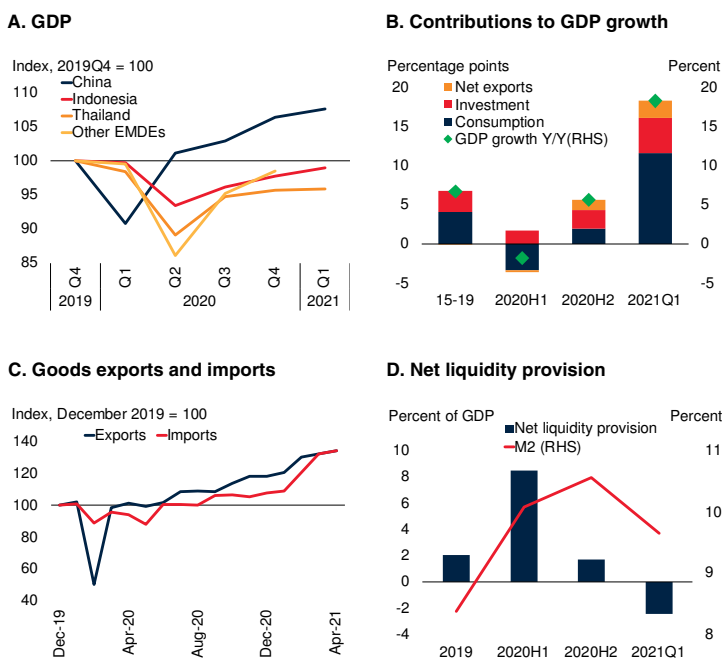 A. GDP
Index, 2019Q4 = 100
China
Indonesia
Thailand
Other EMDEs
110
105
100
95
90
85
Q4
Q1
Q2
Q3
Q4
Q1
2019
2020
2021
B. Contributions to GDP growth
Percentage points
Percent
Net exports
Investment
Consumption
GDP growth Y/Y(RHS)
20
15
10
5
0
-5
20
15
10
5
0
-5
15-19
2020H1
2020H2
2021Q1
C. Goods exports and imports
Index, December 2019 = 100
Exports
Imports
140
120
100
80
60
40
Dec-19
Apr-20
Aug-20
Dec-20
Apr-21
D. Net liquidity provision
Percent of GDP
Percent
Net liquidity provision
M2 (RHS)
10
8
6
4
2
0
-2
-4
11
10
9
8
2019
2020H1
2020H2
2021Q1